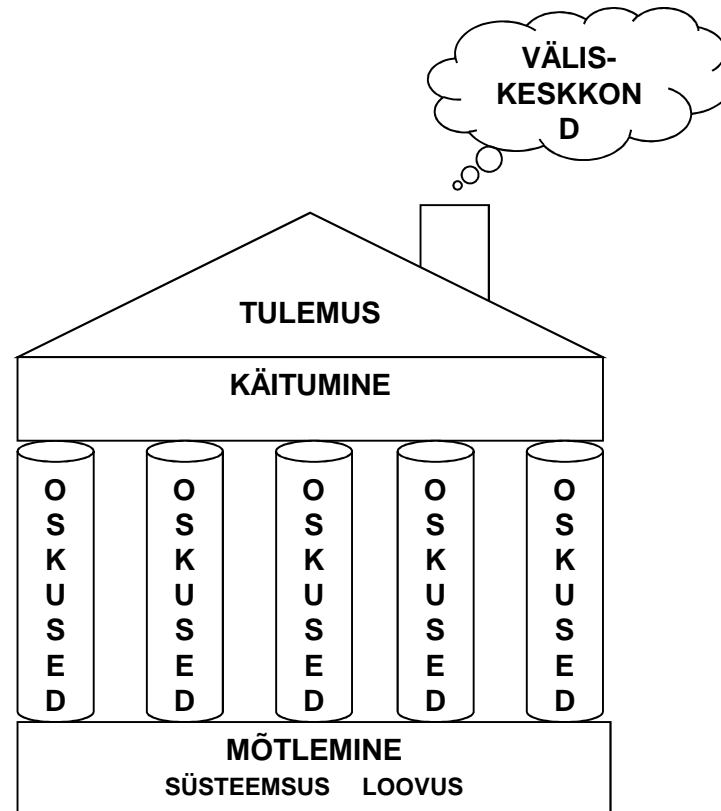 VÄLIS-
KESKKON
D
TULEMUS
KÄITUMINE
OSKUSED
OSKUSED
OSKUSED
OSKUSED
OSKUSED
MÕTLEMINE
SÜSTEEMSUS LOOVUS